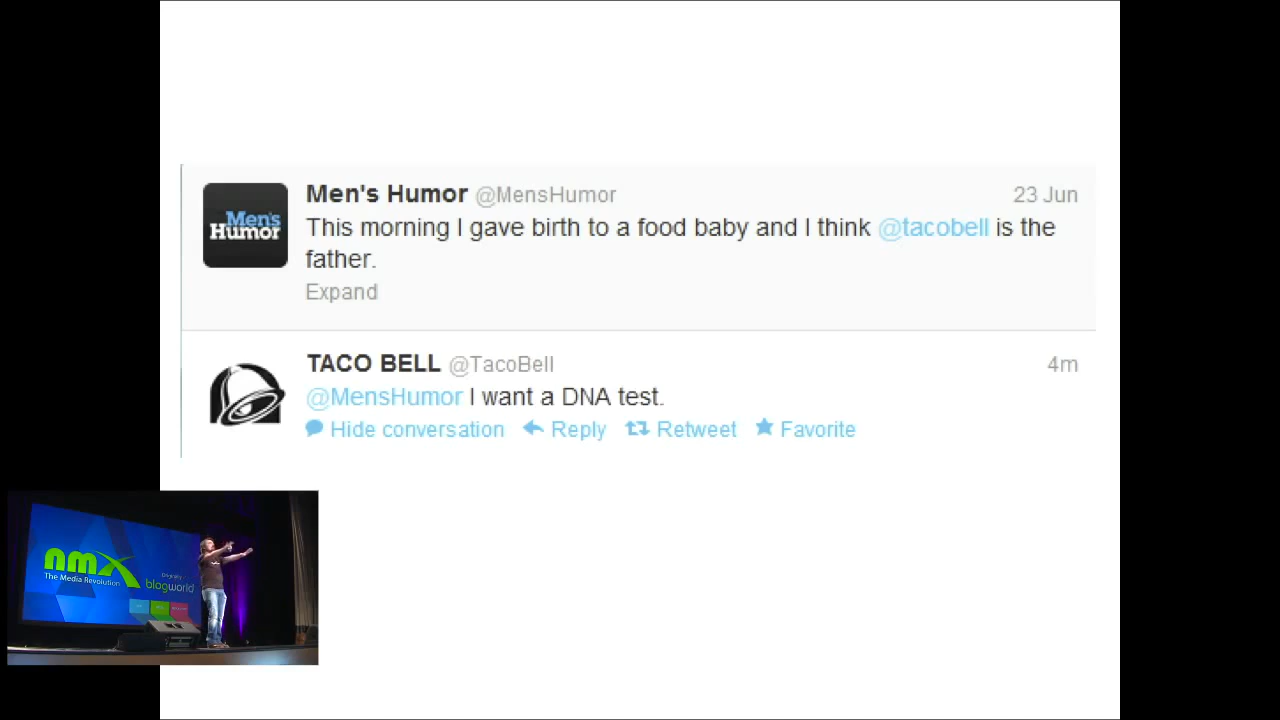 Men's Humor @MensHumor 23 Jun
Men's
Humor
This morning I gave birth to a food baby and I think @tacobell is the
father.
Expand
TACO BELL @TacoBell 4m
@MensHumor I want a DNA test.
Hide conversation Reply Retweet Favorite
nmx
The Media Revolution
blogworld